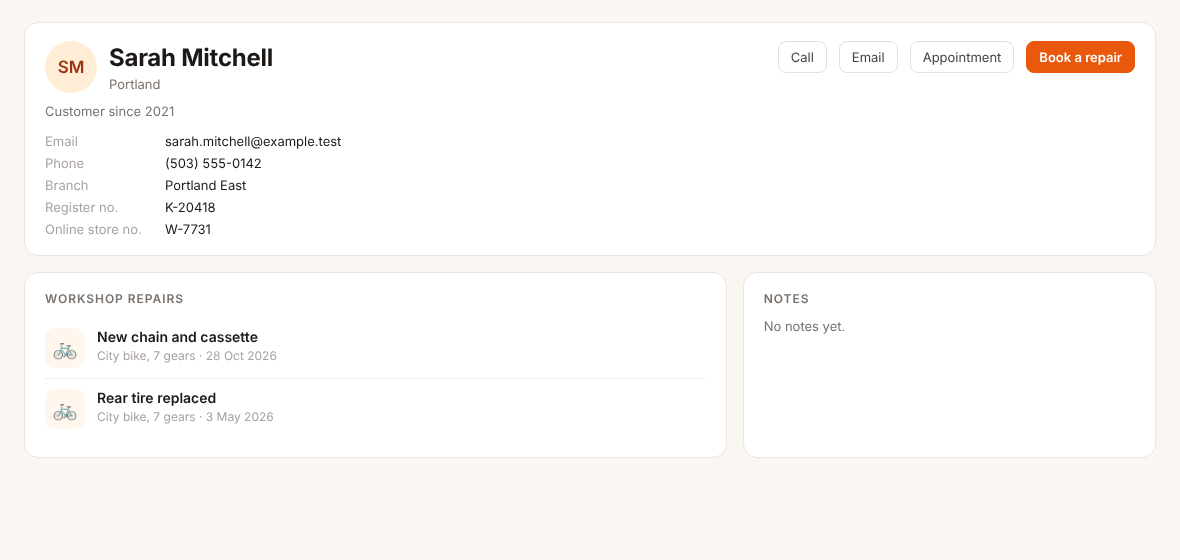 SM
Sarah Mitchell
Portland
Call
Email
Appointment
Book a repair
Customer since 2021
Email sarah.mitchell@example.test
Phone (503) 555-0142
Branch Portland East
Register no. K-20418
Online store no. W-7731
WORKSHOP REPAIRS
New chain and cassette
City bike, 7 gears · 28 Oct 2026
Rear tire replaced
City bike, 7 gears · 3 May 2026
NOTES
No notes yet.